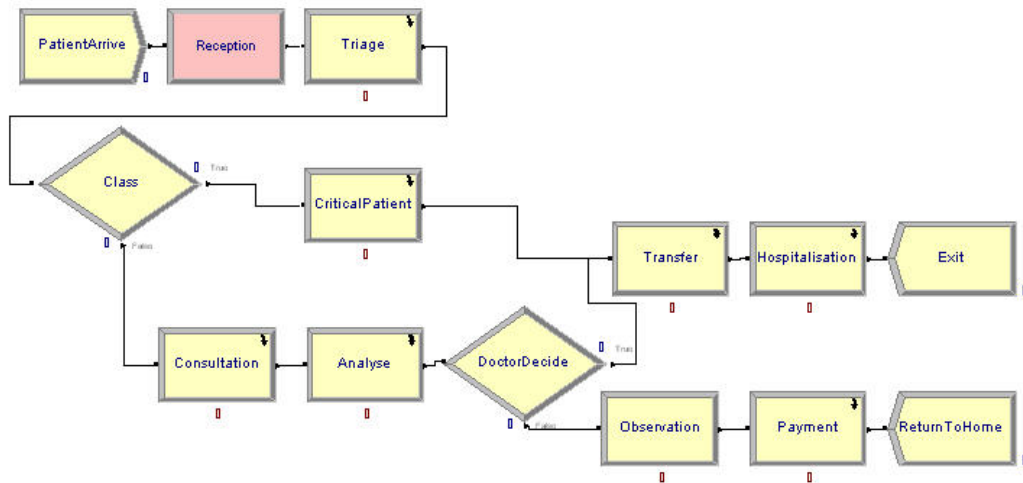 PatientArrive
Reception
Triage
True
Class
False
CriticalPatient
Transfer
Hospitalisation
Exit
Consultation
Analyse
DoctorDecide
True
False
Observation
Payment
ReturnToHome